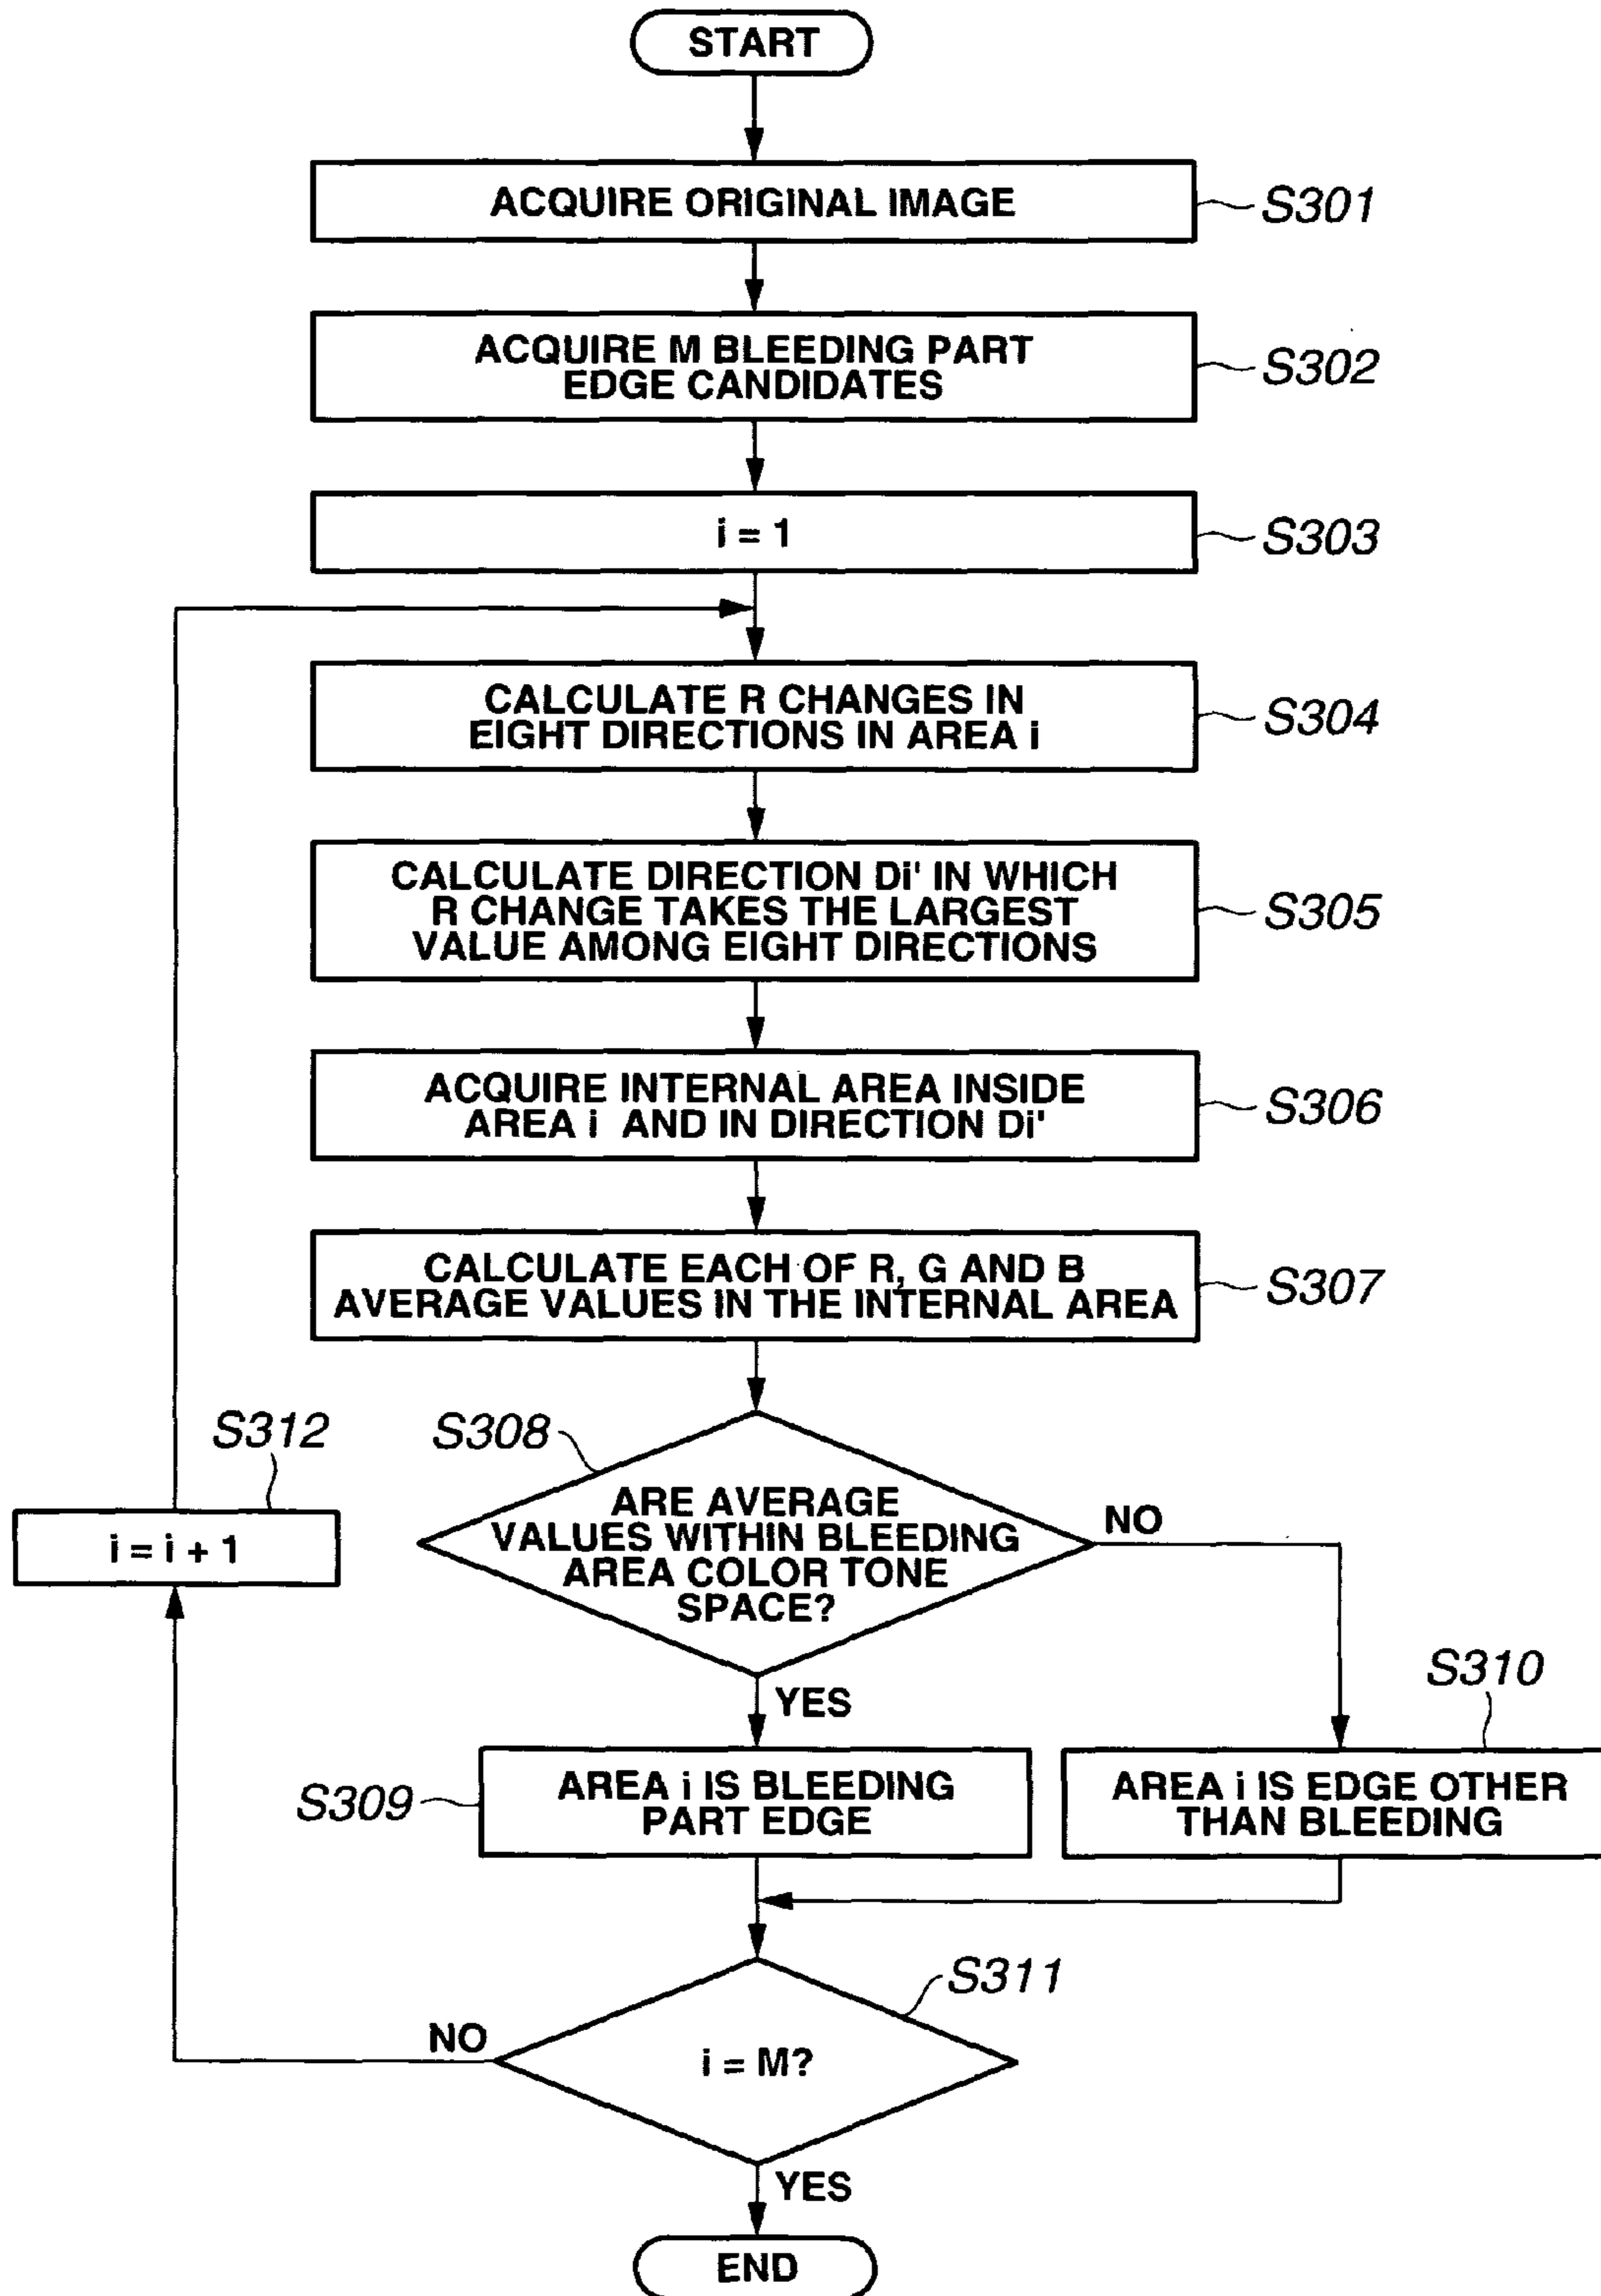 START
ACQUIRE ORIGINAL IMAGE
S301
ACQUIRE M BLEEDING PART
EDGE CANDIDATES
S302
i = 1
S303
CALCULATE R CHANGES IN
EIGHT DIRECTIONS IN AREA i
S304
CALCULATE DIRECTION Di' IN WHICH
R CHANGE TAKES THE LARGEST
VALUE AMONG EIGHT DIRECTIONS
S305
ACQUIRE INTERNAL AREA INSIDE
AREA i AND IN DIRECTION Di'
S306
CALCULATE EACH OF R, G AND B
AVERAGE VALUES IN THE INTERNAL AREA
S307
S312
i = i + 1
S308
ARE AVERAGE
VALUES WITHIN BLEEDING
AREA COLOR TONE
SPACE?
NO
YES
S310
S309
AREA i IS BLEEDING
PART EDGE
AREA i IS EDGE OTHER
THAN BLEEDING
S311
NO
i = M?
YES
END